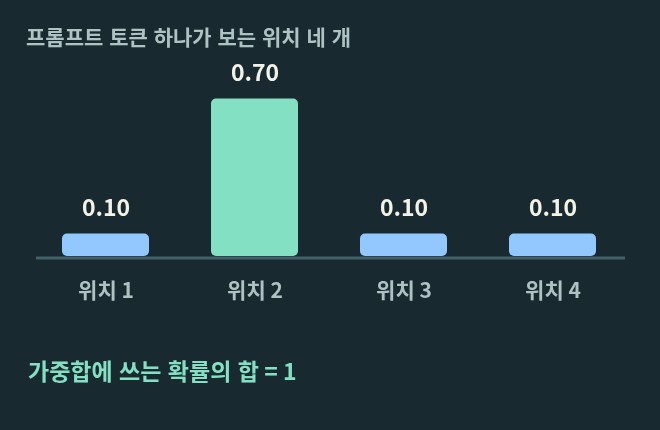 프롬프트 토큰 하나가 보는 위치 네 개
0.70
0.10 0.10 0.10
위치 1 위치 2 위치 3 위치 4
가중합에 쓰는 확률의 합 = 1